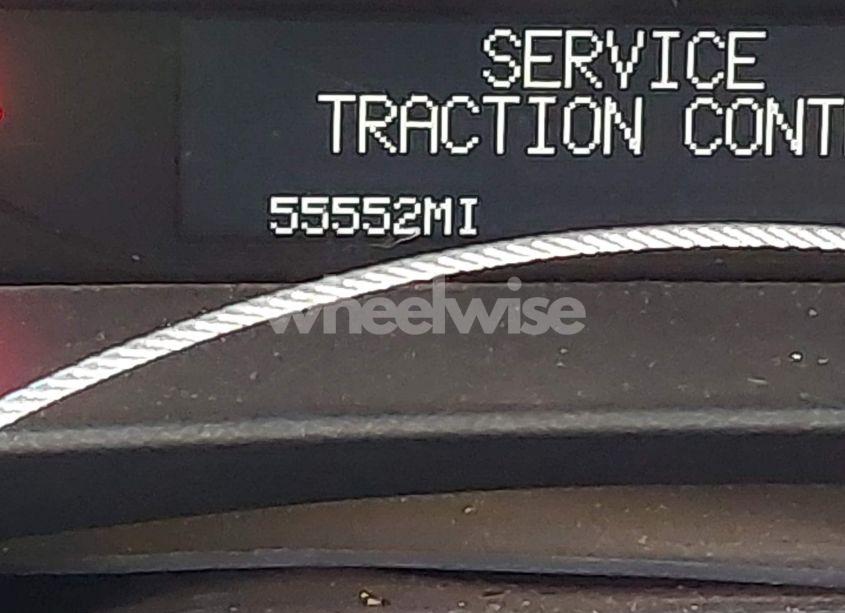 SERVICE
TRACTION CONT
55552MI
wheelwise